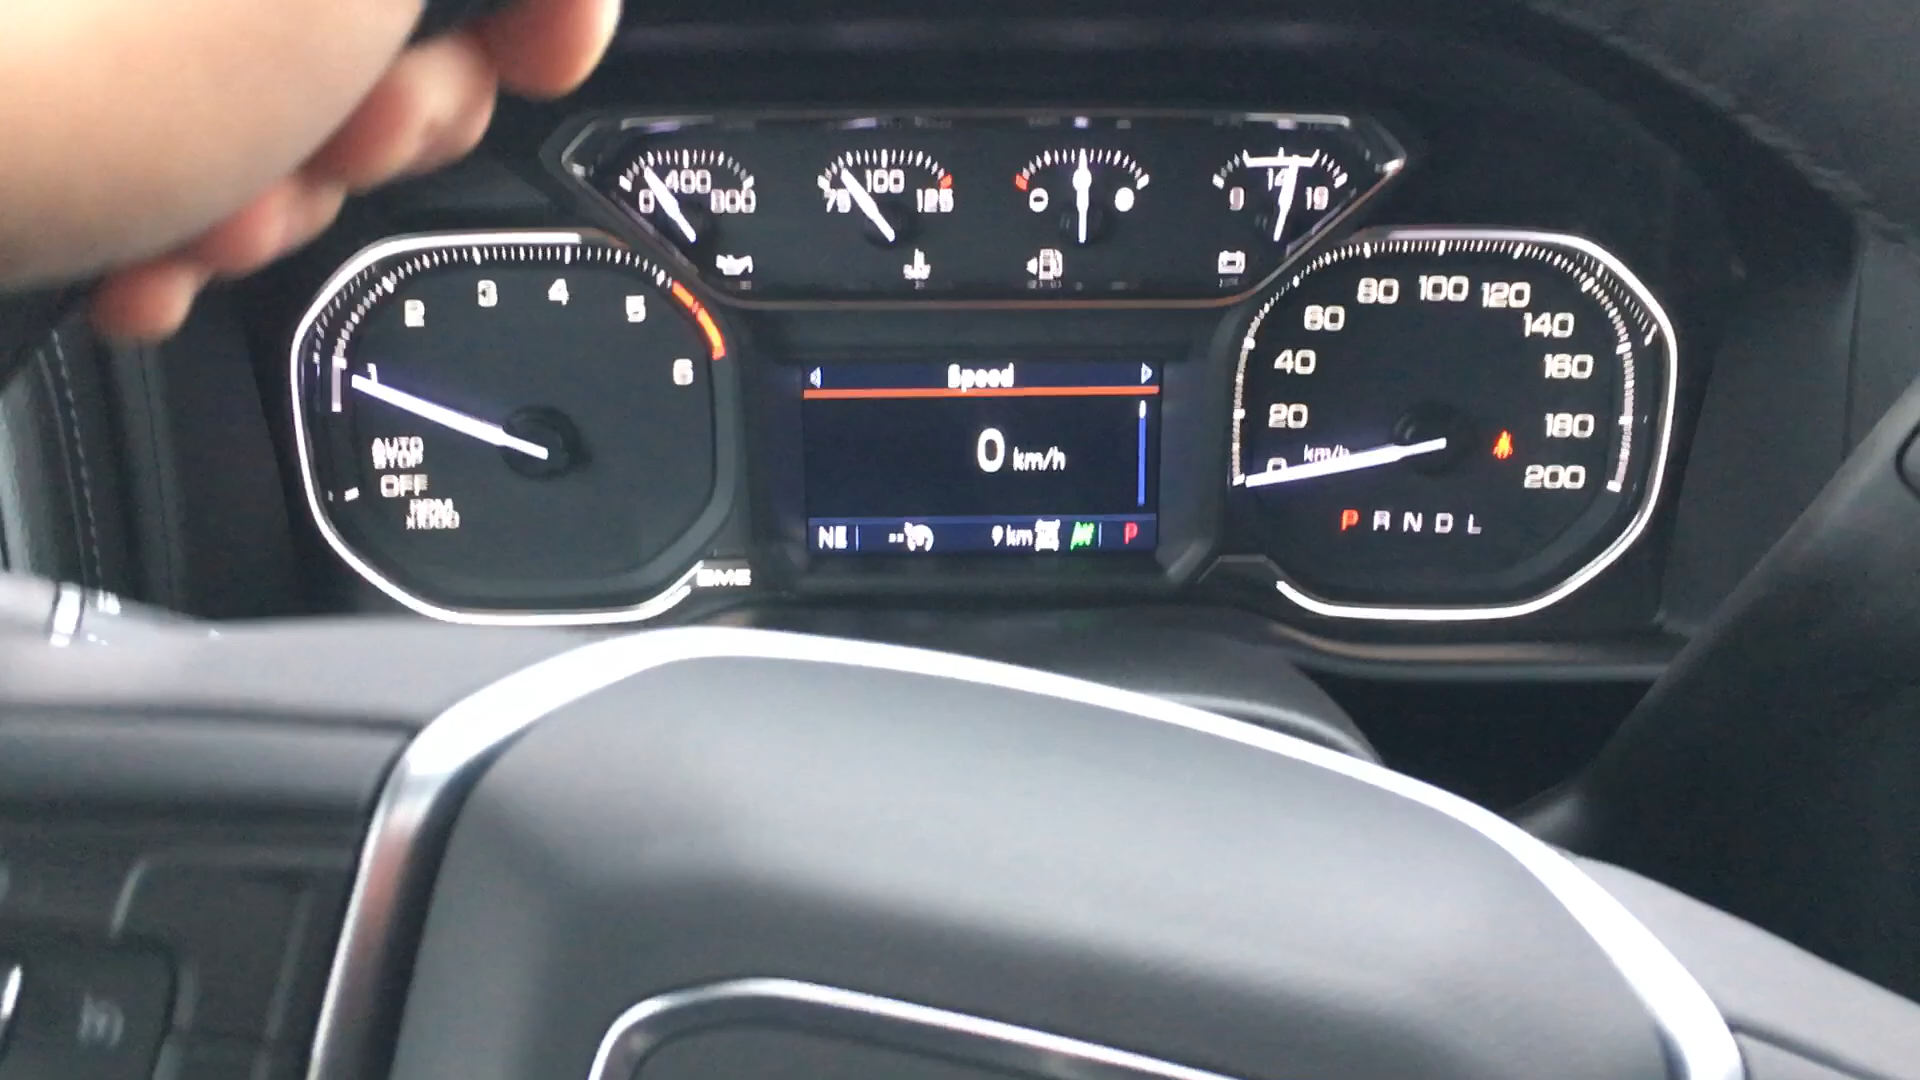 400
0 800
100
75 125
14
9 19
1 2 3 4 5 6
AUTO
STOP
OFF
RPM
x1000
Speed
0 km/h
NE -- 9 km P
GMC
0 20 40 60 80 100 120 140 160 180 200
km/h
P R N D L